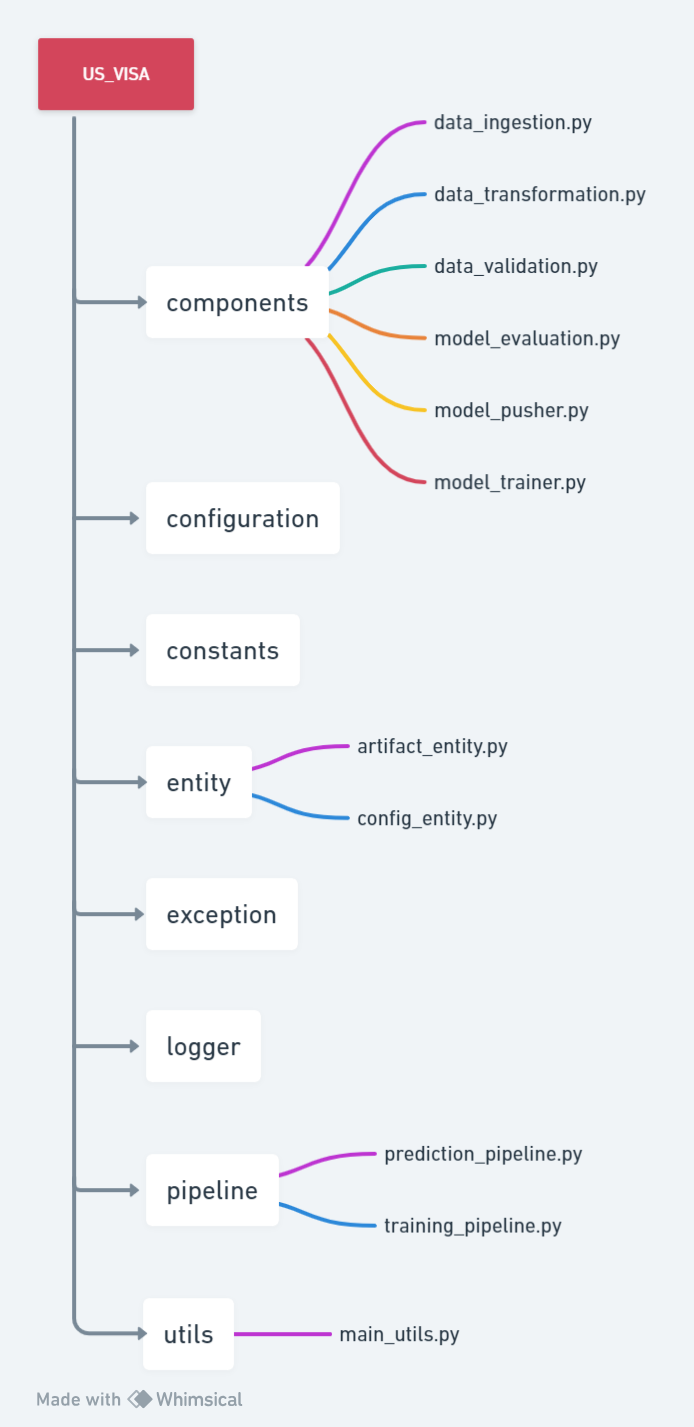 US_VISA
data_ingestion.py
data_transformation.py
data_validation.py
components
model_evaluation.py
model_pusher.py
model_trainer.py
configuration
constants
artifact_entity.py
entity
config_entity.py
exception
logger
prediction_pipeline.py
pipeline
training_pipeline.py
utils
main_utils.py
Made with Whimsical